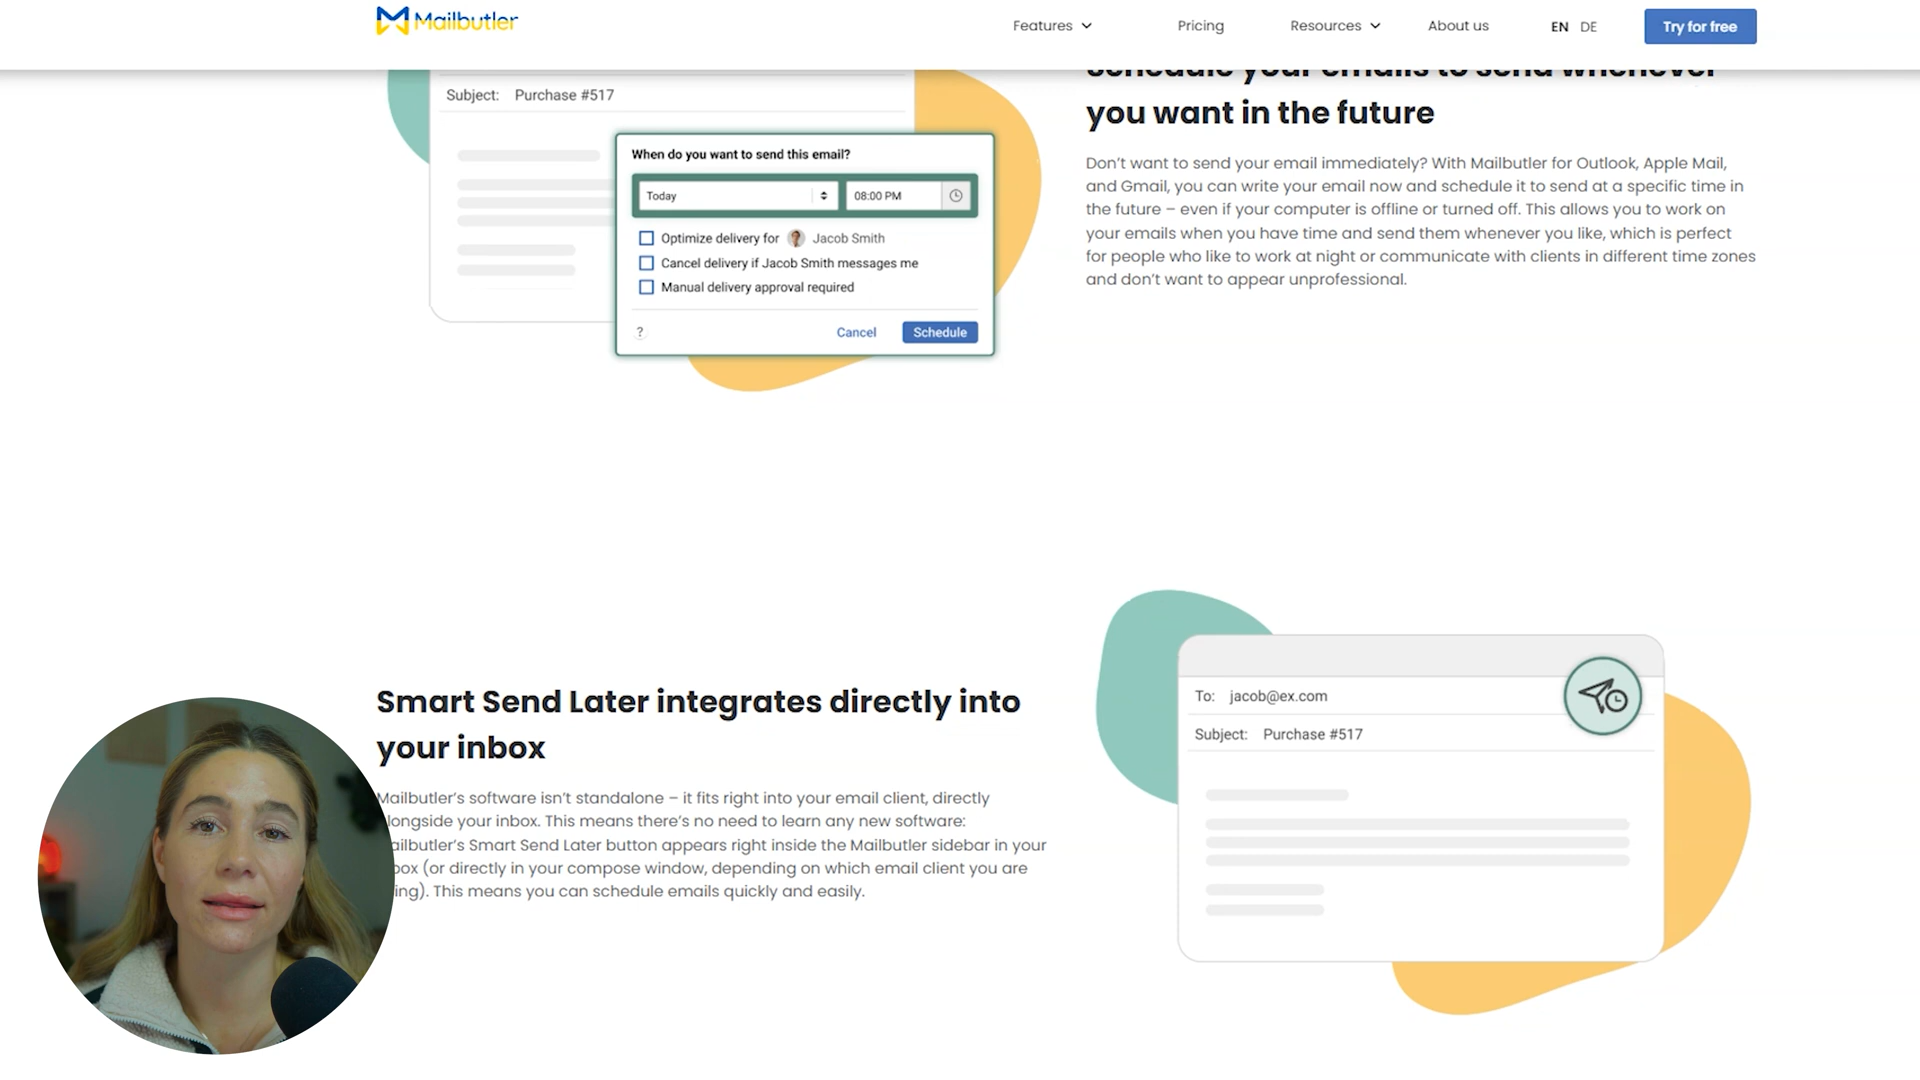 Mailbutler
Features
Pricing
Resources
About us
EN DE
Try for free
Schedule your emails to send whenever
you want in the future
Subject: Purchase #517
When do you want to send this email?
Today
08:00 PM
Optimize delivery for Jacob Smith
Cancel delivery if Jacob Smith messages me
Manual delivery approval required
?
Cancel
Schedule
Don’t want to send your email immediately? With Mailbutler for Outlook, Apple Mail,
and Gmail, you can write your email now and schedule it to send at a specific time in
the future – even if your computer is offline or turned off. This allows you to work on
your emails when you have time and send them whenever you like, which is perfect
for people who like to work at night or communicate with clients in different time zones
and don’t want to appear unprofessional.
Smart Send Later integrates directly into
your inbox
Mailbutler’s software isn’t standalone – it fits right into your email client, directly
longside your inbox. This means there’s no need to learn any new software:
ailbutler’s Smart Send Later button appears right inside the Mailbutler sidebar in your
box (or directly in your compose window, depending on which email client you are
ing). This means you can schedule emails quickly and easily.
To: jacob@ex.com
Subject: Purchase #517